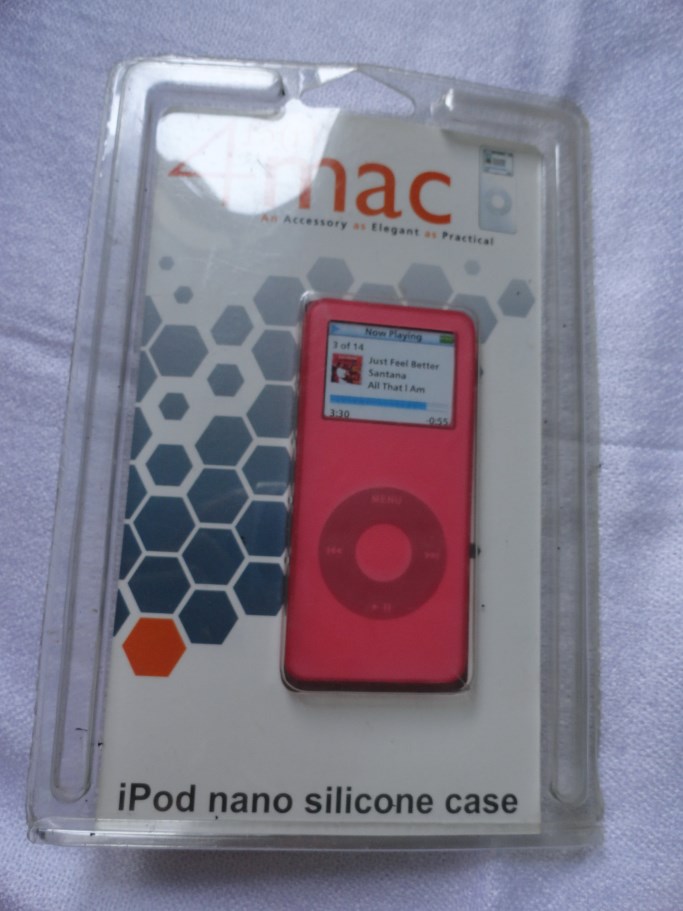 4mac
An Accessory as Elegant as Practical
Now Playing
3 of 14
Just Feel Better
Santana
All That I Am
3:30 -0:55
MENU
iPod nano silicone case